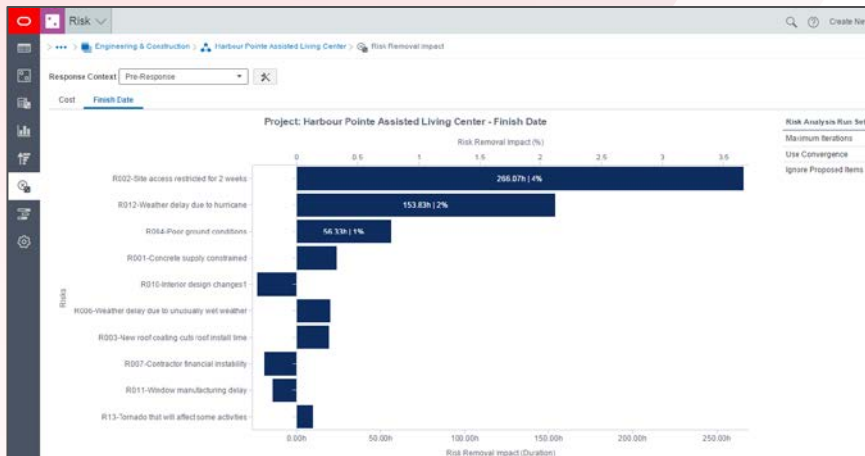 Risk
Create New
> ••• > Engineering & Construction > Harbour Pointe Assisted Living Center > Risk Removal Impact
Response Context Pre-Response
Cost Finish Date
Project: Harbour Pointe Assisted Living Center - Finish Date
Risk Removal Impact (%)
0 0.5 1 1.5 2 2.5 3 3.5
R002-Site access restricted for 2 weeks
266.07h | 4%
R012-Weather delay due to hurricane
153.83h | 2%
R004-Poor ground conditions
56.33h | 1%
R001-Concrete supply constrained
R010-Interior design changes1
R006-Weather delay due to unusually wet weather
R003-New roof coating cuts roof install time
R007-Contractor financial instability
R011-Window manufacturing delay
R13-Tornado that will affect some activities
Risks
0.00h 50.00h 100.00h 150.00h 200.00h 250.00h
Risk Removal Impact (Duration)
Risk Analysis Run Set
Maximum Iterations
Use Convergence
Ignore Proposed Items